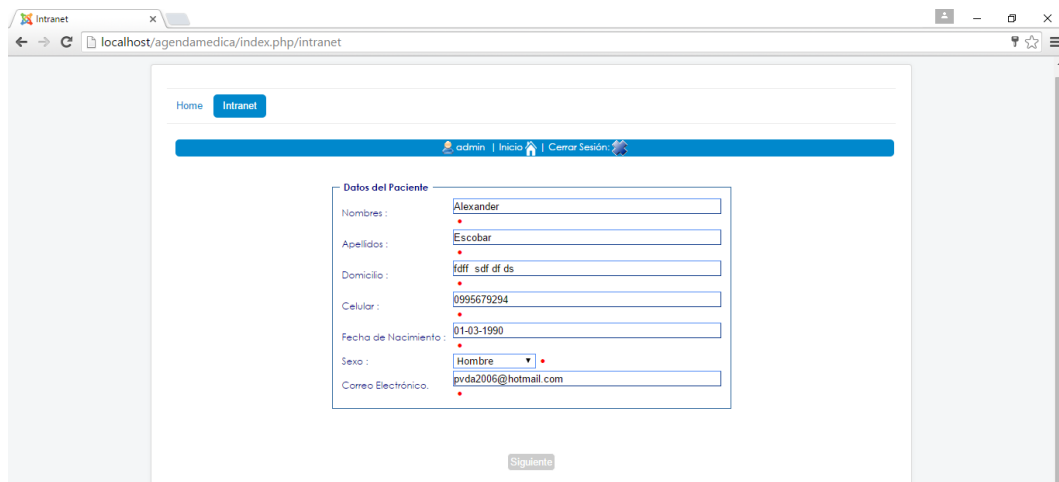 Intranet
localhost/agendamedica/index.php/intranet
Home Intranet
admin | Inicio | Cerrar Sesión:
Datos del Paciente
Nombres : Alexander
Apellidos : Escobar
Domicilio : fdff sdf df ds
Celular : 0995679294
Fecha de Nacimiento : 01-03-1990
Sexo : Hombre
Correo Electrónico. pvda2006@hotmail.com
Siguiente